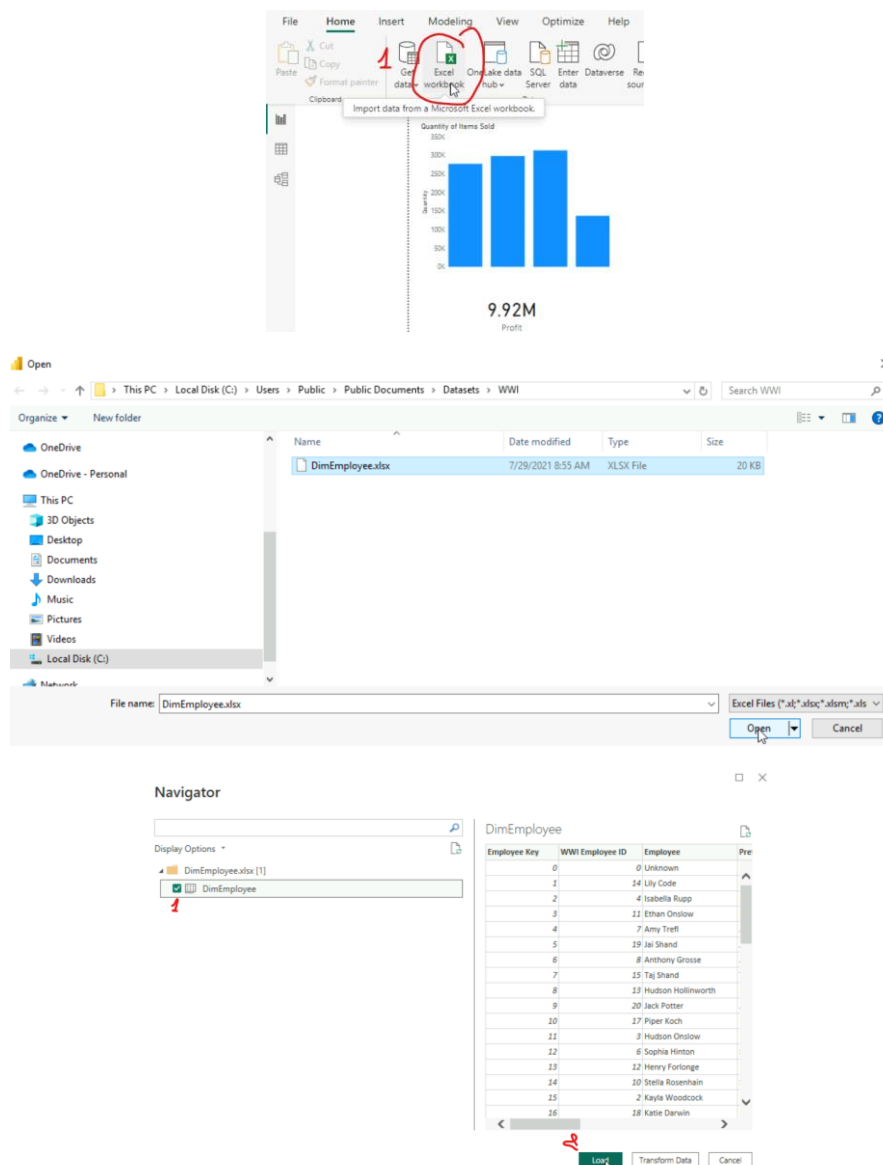 File Home Insert Modeling View Optimize Help
Cut
Copy
Format painter
Paste
Clipboard
1
Get data
Excel workbook
OneLake data hub
SQL Server
Enter data
Dataverse
Import data from a Microsoft Excel workbook.
Quantity of Items Sold
350K
300K
250K
200K
150K
100K
50K
0K
Quantity
9.92M
Profit
Open
This PC > Local Disk (C:) > Users > Public > Public Documents > Datasets > WWI
Search WWI
Organize New folder
Name Date modified Type Size
DimEmployee.xlsx 7/29/2021 8:55 AM XLSX File 20 KB
OneDrive
OneDrive - Personal
This PC
3D Objects
Desktop
Documents
Downloads
Music
Pictures
Videos
Local Disk (C:)
Network
File name: DimEmployee.xlsx
Excel Files (*.xl;*.xlsx;*.xlsm;*.xls
Open Cancel
Navigator
Display Options
DimEmployee.xlsx [1]
DimEmployee
1
DimEmployee
Employee Key WWI Employee ID Employee Pre
0 0 Unknown
1 14 Lily Code
2 4 Isabella Rupp
3 11 Ethan Onslow
4 7 Amy Trefl
5 19 Jai Shand
6 8 Anthony Grosse
7 15 Taj Shand
8 13 Hudson Hollinworth
9 20 Jack Potter
10 17 Piper Koch
11 3 Hudson Onslow
12 6 Sophia Hinton
13 12 Henry Forlonge
14 10 Stella Rosenhain
15 2 Kayla Woodcock
16 18 Katie Darwin
2
Load Transform Data Cancel